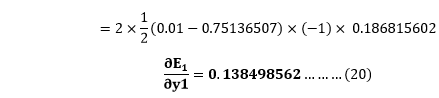 = 2 × 1/2 (0.01 − 0.75136507) × (−1) × 0.186815602
∂E₁/∂y1 = 0.138498562 ... ... ... (20)